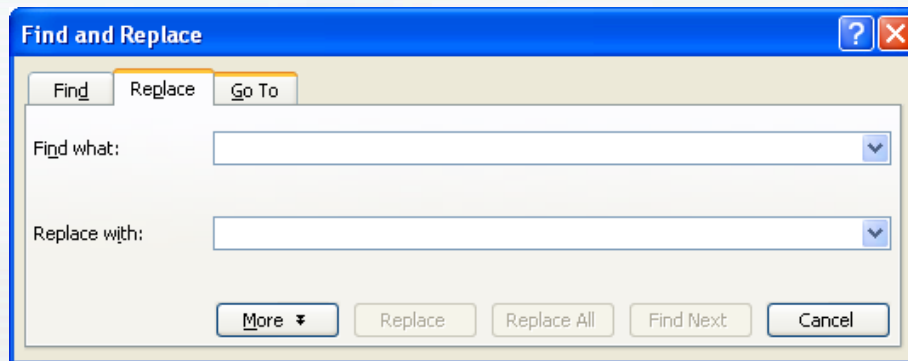 Find and Replace ?
Find Replace Go To
Find what:
Replace with:
More Replace Replace All Find Next Cancel